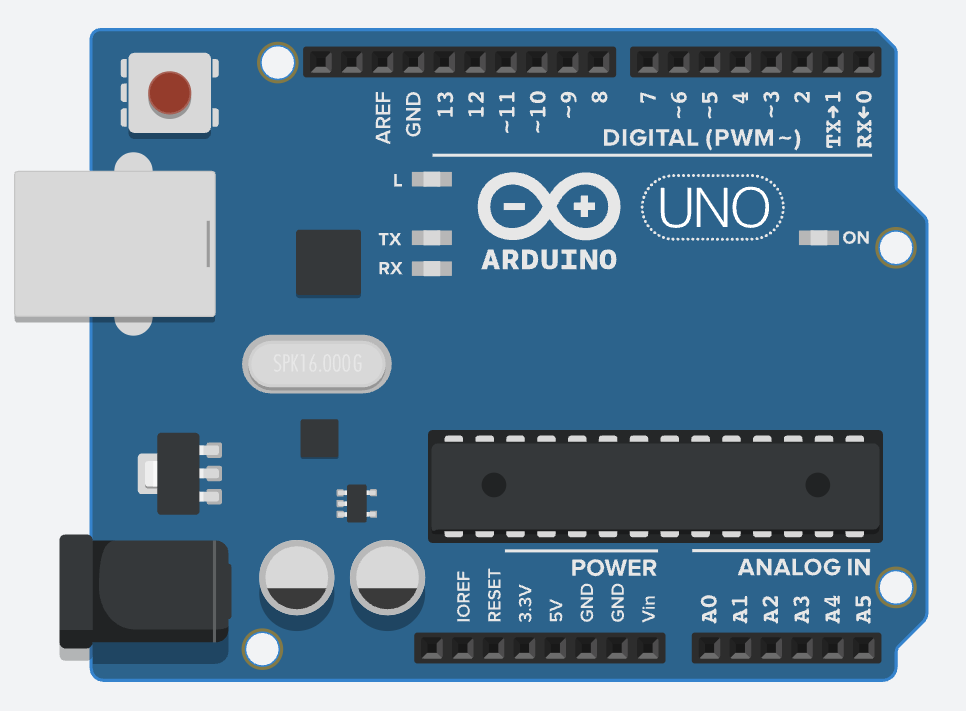 AREF
GND
13
12
~11
~10
~9
8
7
~6
~5
4
~3
2
TX→1
RX←0
DIGITAL (PWM~)
L
TX
RX
ARDUINO
UNO
ON
SPK16.000G
POWER
ANALOG IN
IOREF
RESET
3.3V
5V
GND
GND
Vin
A0
A1
A2
A3
A4
A5